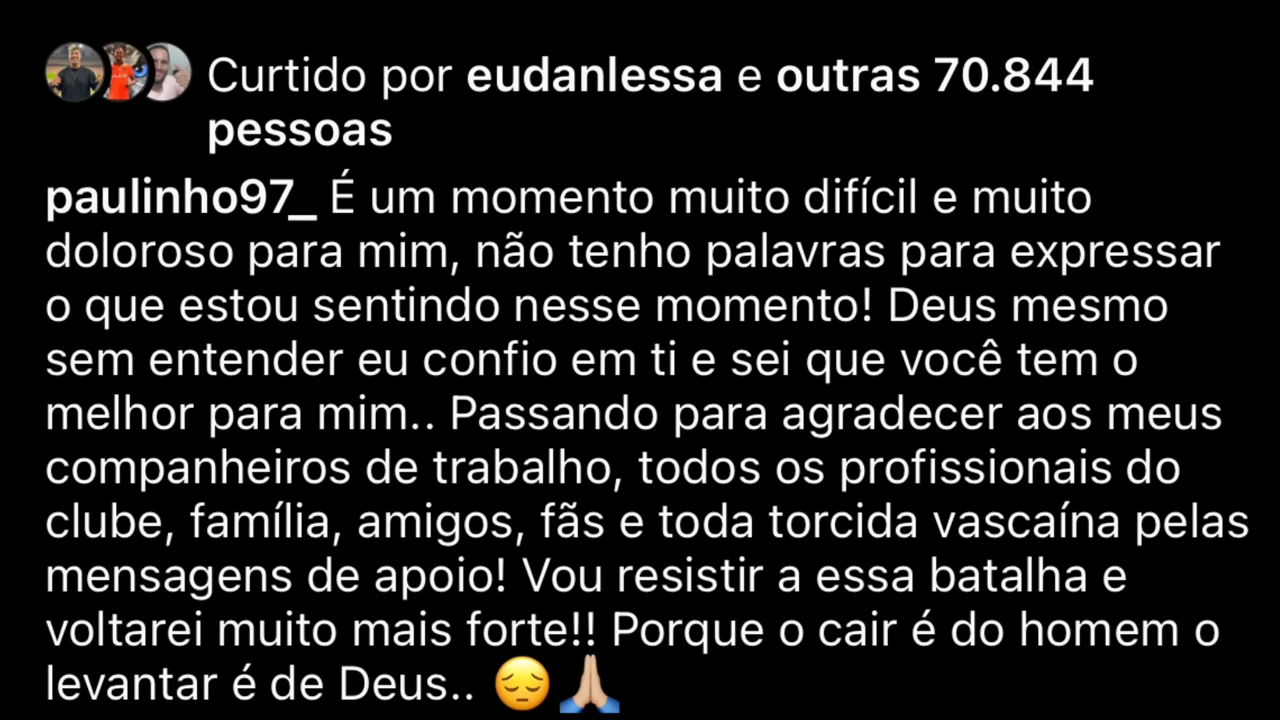 Curtido por eudanlessa e outras 70.844
pessoas
paulinho97_ É um momento muito difícil e muito
doloroso para mim, não tenho palavras para expressar
o que estou sentindo nesse momento! Deus mesmo
sem entender eu confio em ti e sei que você tem o
melhor para mim.. Passando para agradecer aos meus
companheiros de trabalho, todos os profissionais do
clube, família, amigos, fãs e toda torcida vascaína pelas
mensagens de apoio! Vou resistir a essa batalha e
voltarei muito mais forte!! Porque o cair é do homem o
levantar é de Deus.. 😔🙏🏼